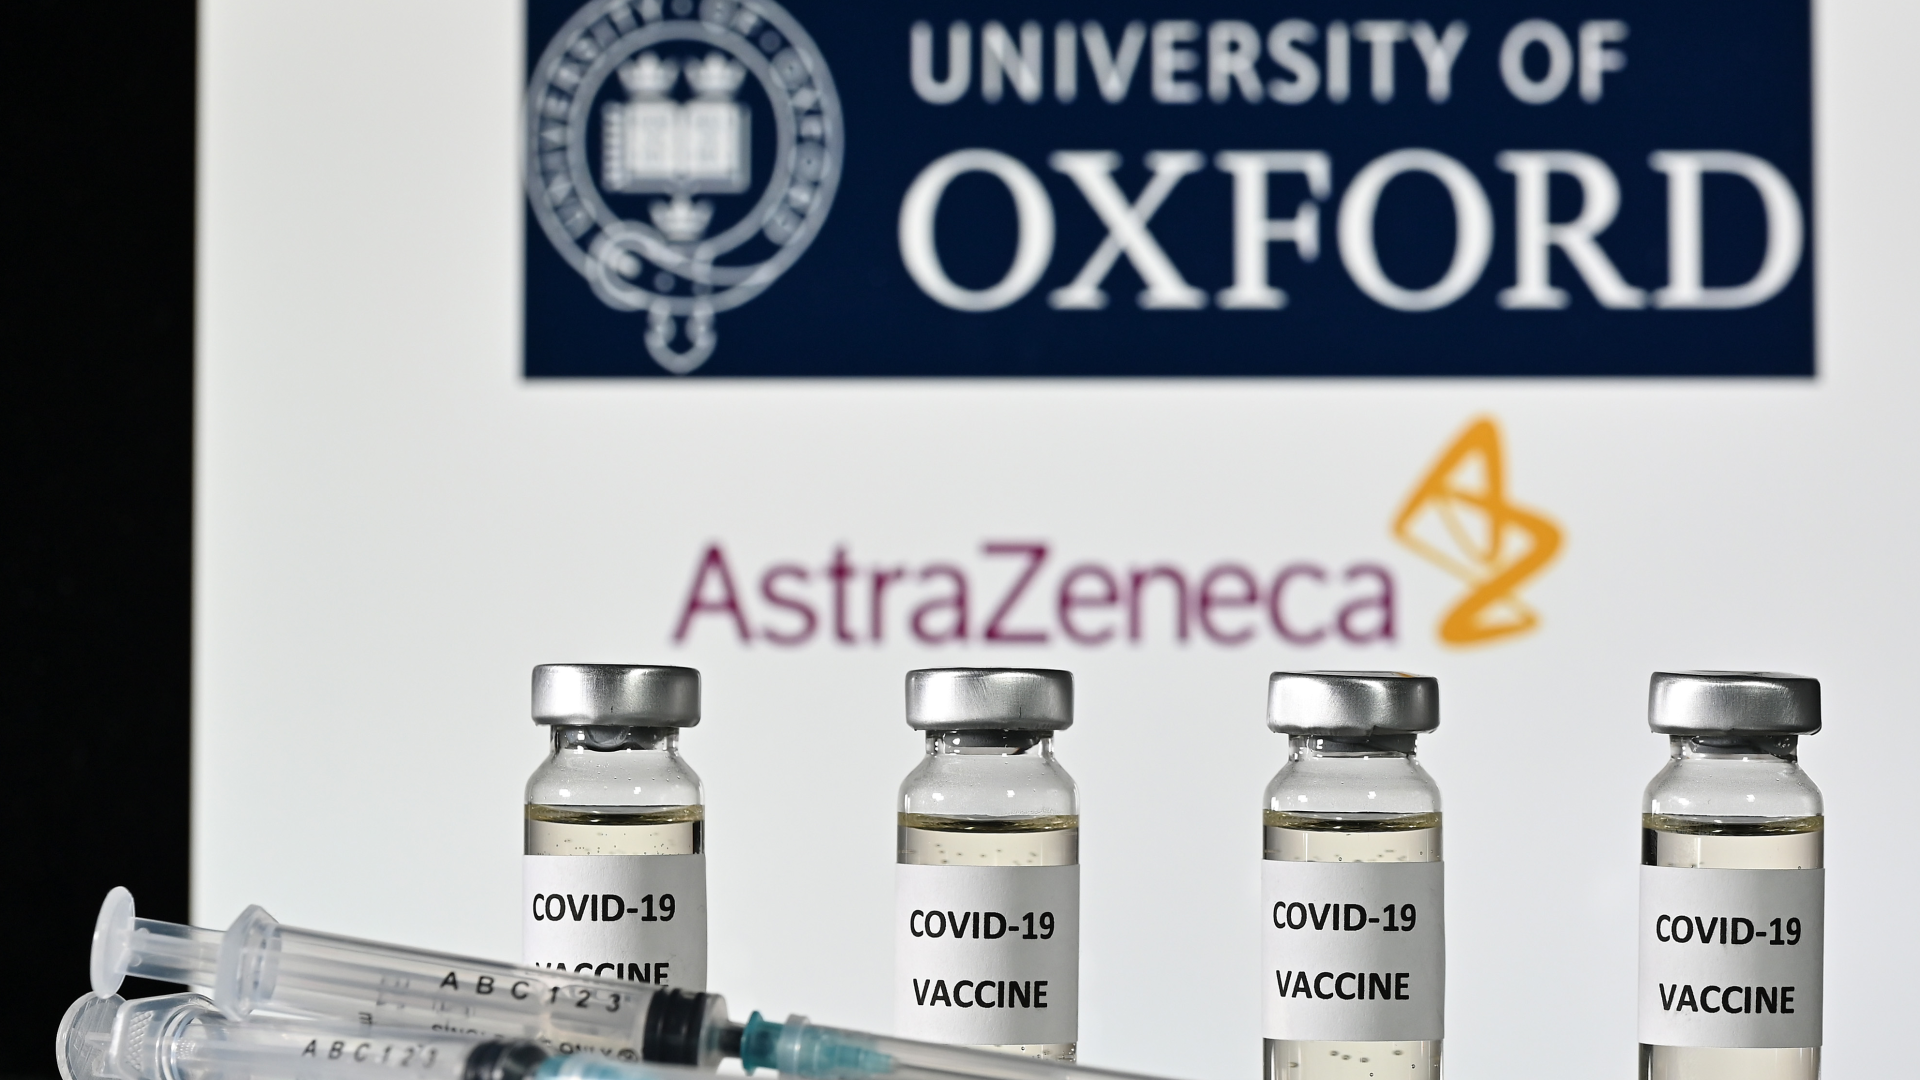 UNIVERSITY OF
OXFORD
AstraZeneca
COVID-19
VACCINE
COVID-19
VACCINE
COVID-19
VACCINE
COVID-19
VACCINE
ABC123
ABC123